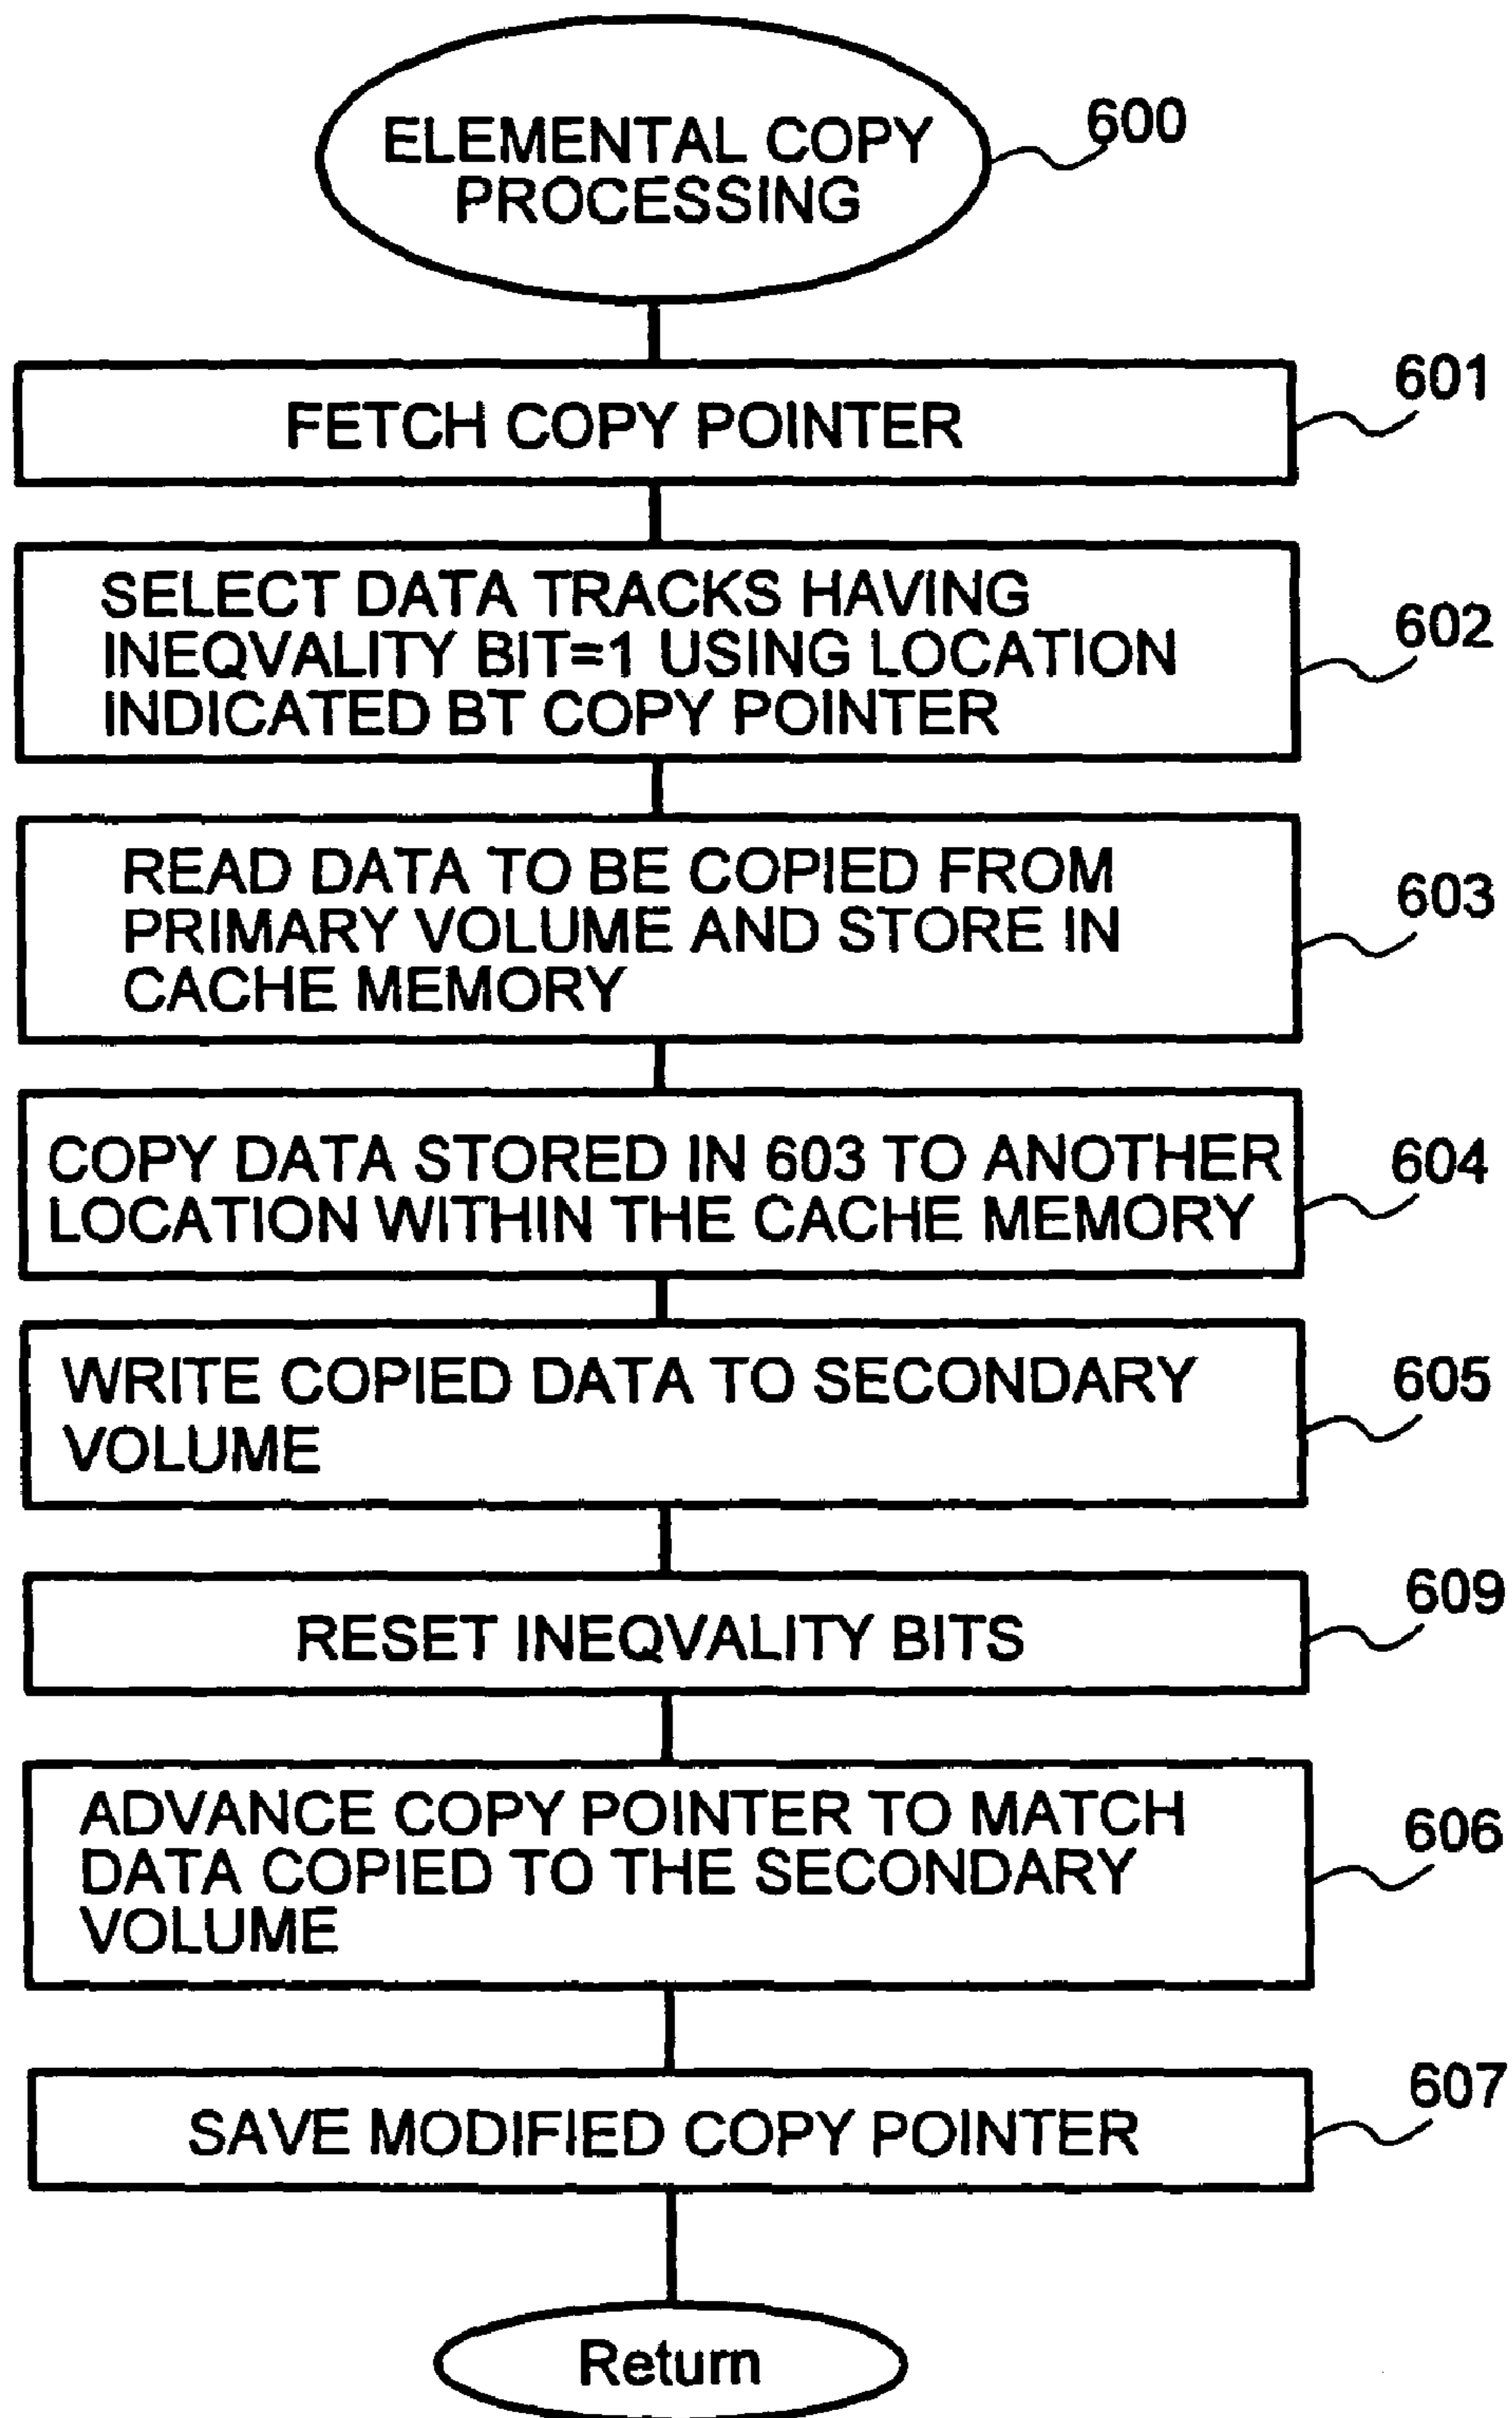 ELEMENTAL COPY
PROCESSING
600
FETCH COPY POINTER
601
SELECT DATA TRACKS HAVING
INEQVALITY BIT=1 USING LOCATION
INDICATED BT COPY POINTER
602
READ DATA TO BE COPIED FROM
PRIMARY VOLUME AND STORE IN
CACHE MEMORY
603
COPY DATA STORED IN 603 TO ANOTHER
LOCATION WITHIN THE CACHE MEMORY
604
WRITE COPIED DATA TO SECONDARY
VOLUME
605
RESET INEQVALITY BITS
609
ADVANCE COPY POINTER TO MATCH
DATA COPIED TO THE SECONDARY
VOLUME
606
SAVE MODIFIED COPY POINTER
607
Return